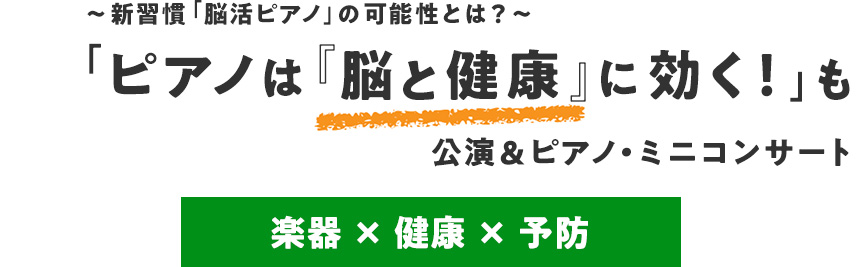 ～新習慣「脳活ピアノ」の可能性とは？～
「ピアノは『脳と健康』に効く！」も
公演＆ピアノ・ミニコンサート
楽器 × 健康 × 予防